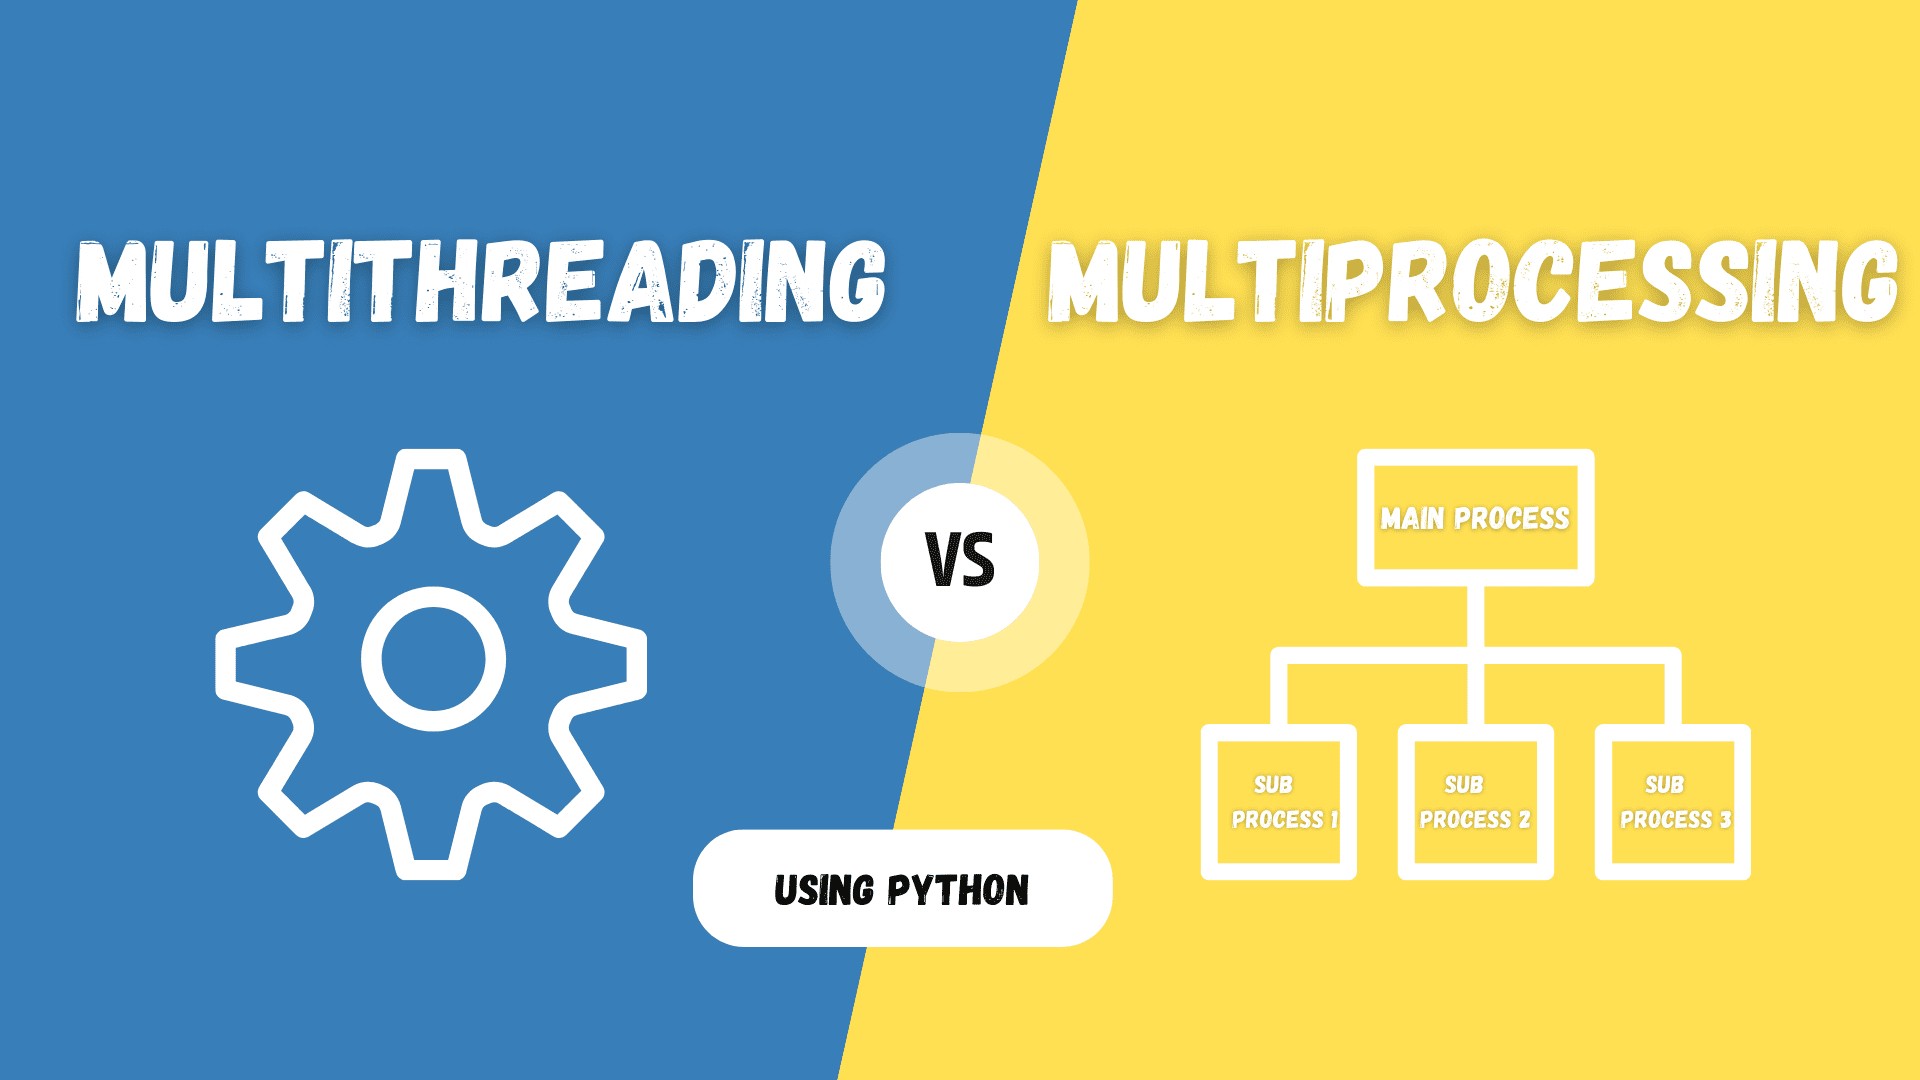 MULTITHREADING
MULTIPROCESSING
VS
MAIN PROCESS
SUB
PROCESS 1
SUB
PROCESS 2
SUB
PROCESS 3
USING PYTHON